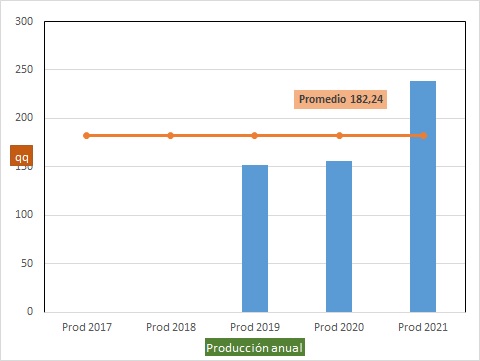 300
250
200
150
100
50
0
qq
Promedio 182,24
Prod 2017
Prod 2018
Prod 2019
Prod 2020
Prod 2021
Producción anual